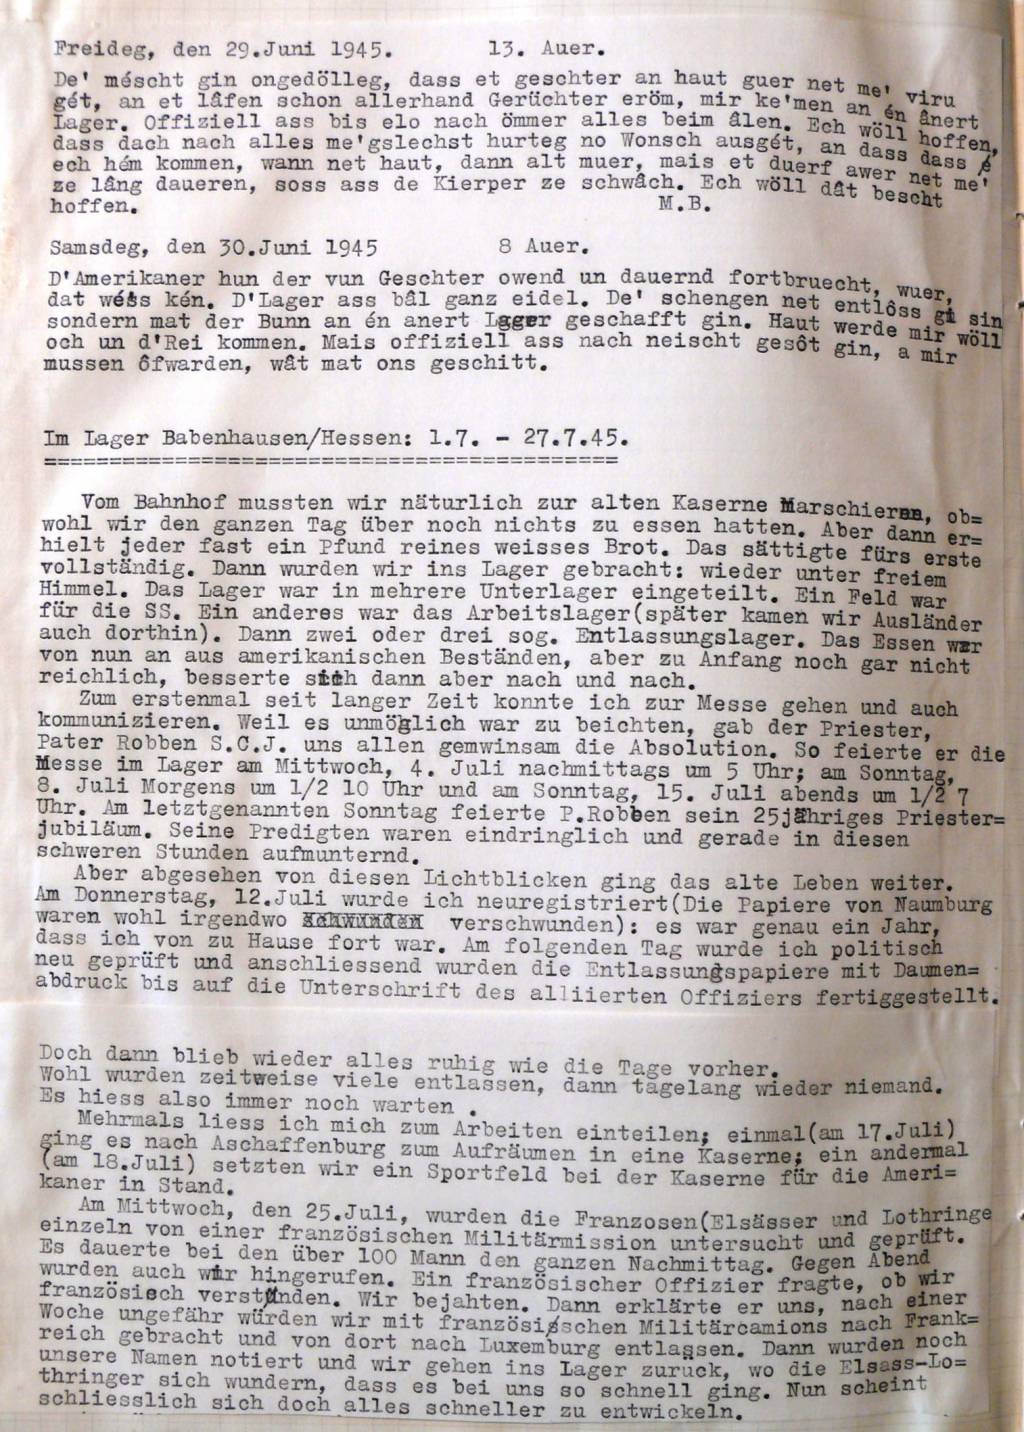 Freideg, den 29.Juni 1945. 13. Auer.
De' méscht gin ongedölleg, dass et geschter an haut guer net me' viru
gét, an et lâfen schon allerhand Gerüchter eröm, mir ke'men an én ânert
Lager. Offiziell ass bis elo nach ömmer alles beim âlen. Ech wöll hoffen,
dass dach nach alles me'gslechst hurteg no Wonsch ausgét, an dass dass
ech hém kommen, wann net haut, dann alt muer, mais et duerf awer net me'
ze lâng daueren, soss ass de Kierper ze schwâch. Ech wöll dât bescht
hoffen. M.B.
Samsdeg, den 30.Juni 1945 8 Auer.
D'Amerikaner hun der vun Geschter owend un dauernd fortbruecht, wuer,
dat wéss kén. D'Lager ass bâl ganz eidel. De' schengen net entlôss gi sin
sondern mat der Bunn an én anert Lager geschafft gin. Haut werde mir wöll
och un d'Rei kommen. Mais offiziell ass nach neischt gesôt gin, a mir
mussen ôfwarden, wât mat ons geschitt.
Im Lager Babenhausen/Hessen: 1.7. - 27.7.45.
============================================
Vom Bahnhof mussten wir näturlich zur alten Kaserne Marschieren, ob=
wohl wir den ganzen Tag über noch nichts zu essen hatten. Aber dann er=
hielt jeder fast ein Pfund reines weisses Brot. Das sättigte fürs erste
vollständig. Dann wurden wir ins Lager gebracht: wieder unter freiem
Himmel. Das Lager war in mehrere Unterlager eingeteilt. Ein Feld war
für die SS. Ein anderes war das Arbeitslager(später kamen wir Ausländer
auch dorthin). Dann zwei oder drei sog. Entlassungslager. Das Essen war
von nun an aus amerikanischen Beständen, aber zu Anfang noch gar nicht
reichlich, besserte sich dann aber nach und nach.
Zum erstenmal seit langer Zeit konnte ich zur Messe gehen und auch
kommunizieren. Weil es unmöglich war zu beichten, gab der Priester,
Pater Robben S.C.J. uns allen gemwinsam die Absolution. So feierte er die
Messe im Lager am Mittwoch, 4. Juli nachmittags um 5 Uhr; am Sonntag,
8. Juli Morgens um 1/2 10 Uhr und am Sonntag, 15. Juli abends um 1/2 7
Uhr. Am letztgenannten Sonntag feierte P.Robben sein 25jähriges Priester=
jubiläum. Seine Predigten waren eindringlich und gerade in diesen
schweren Stunden aufmunternd.
Aber abgesehen von diesen Lichtblicken ging das alte Leben weiter.
Am Donnerstag, 12.Juli wurde ich neuregistriert(Die Papiere von Naumburg
waren wohl irgendwo verschwunden): es war genau ein Jahr,
dass ich von zu Hause fort war. Am folgenden Tag wurde ich politisch
neu geprüft und anschliessend wurden die Entlassungspapiere mit Daumen=
abdruck bis auf die Unterschrift des alliierten Offiziers fertiggestellt.
Doch dann blieb wieder alles ruhig wie die Tage vorher.
Wohl wurden zeitweise viele entlassen, dann tagelang wieder niemand.
Es hiess also immer noch warten .
Mehrmals liess ich mich zum Arbeiten einteilen; einmal(am 17.Juli)
ging es nach Aschaffenburg zum Aufräumen in eine Kaserne; ein andermal
(am 18.Juli) setzten wir ein Sportfeld bei der Kaserne für die Ameri=
kaner in Stand.
Am Mittwoch, den 25.Juli, wurden die Franzosen(Elsässer und Lothringe
einzeln von einer französischen Militärmission untersucht und geprüft.
Es dauerte bei den über 100 Mann den ganzen Nachmittag. Gegen Abend
wurden auch wir hingerufen. Ein französischer Offizier fragte, ob wir
französisch verständen. Wir bejahten. Dann erklärte er uns, nach einer
Woche ungefähr würden wir mit französischen Militärcamions nach Frank=
reich gebracht und von dort nach Luxemburg entlassen. Dann wurden noch
unsere Namen notiert und wir gehen ins Lager zurück, wo die Elsass-Lo=
thringer sich wundern, dass es bei uns so schnell ging. Nun scheint
schliesslich sich doch alles schneller zu entwickeln.